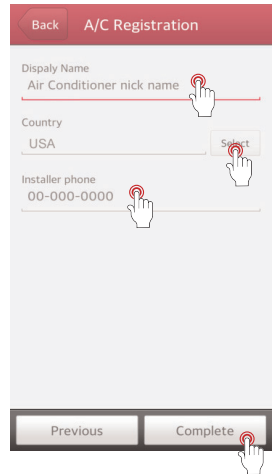 Back A/C Registration
Dispaly Name
Air Conditioner nick name
Country
USA Select
Installer phone
00-000-0000
Previous Complete